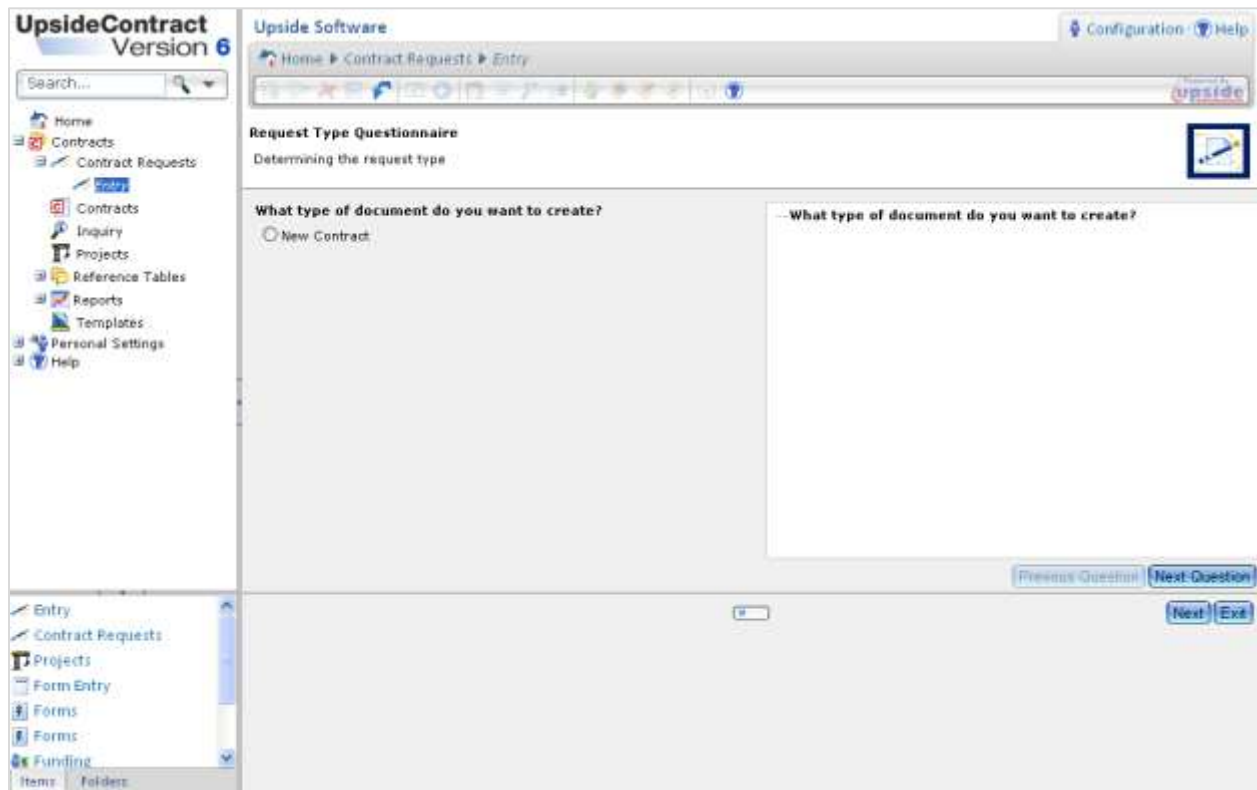 UpsideContract
Version 6
Search...
Home
Contracts
Contract Requests
Entry
Contracts
Inquiry
Projects
Reference Tables
Reports
Templates
Personal Settings
Help
Entry
Contract Requests
Projects
Form Entry
Forms
Forms
Funding
Items Folders
Upside Software
Configuration Help
Home Contract Requests Entry
Powered By
upside
Request Type Questionnaire
Determining the request type
What type of document do you want to create?
New Contract
What type of document do you want to create?
Previous Question Next Question
Next Exit